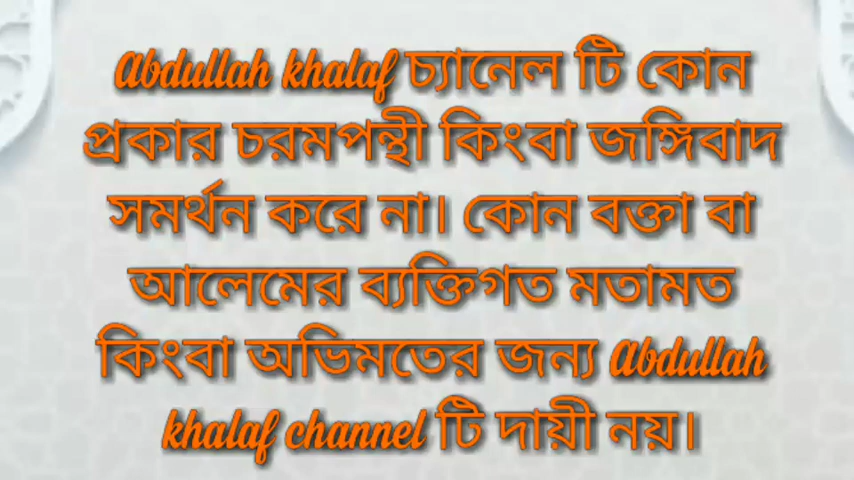 Abdullah khalaf চ্যানেল টি কোন
প্রকার চরমপন্থী কিংবা জঙ্গিবাদ
সমর্থন করে না। কোন বক্তা বা
আলেমের ব্যক্তিগত মতামত
কিংবা অভিমতের জন্য Abdullah
khalaf channel টি দায়ী নয়।